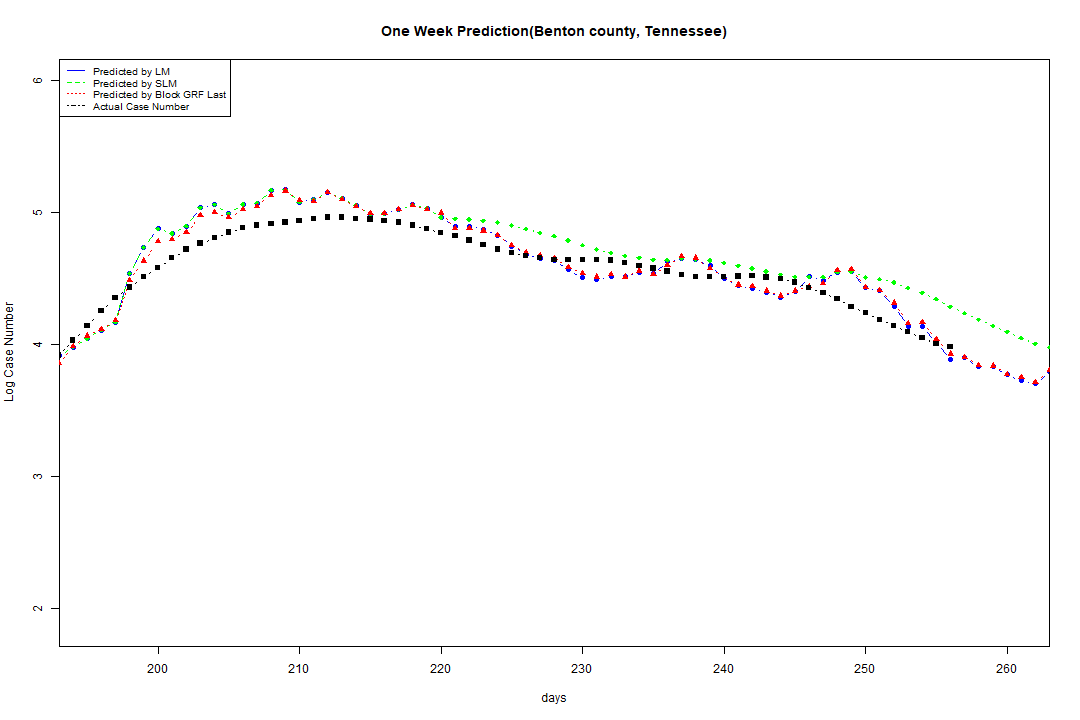 One Week Prediction(Benton county, Tennessee)
Predicted by LM
Predicted by SLM
Predicted by Block GRF Last
Actual Case Number
6
5
4
3
2
Log Case Number
200 210 220 230 240 250 260
days